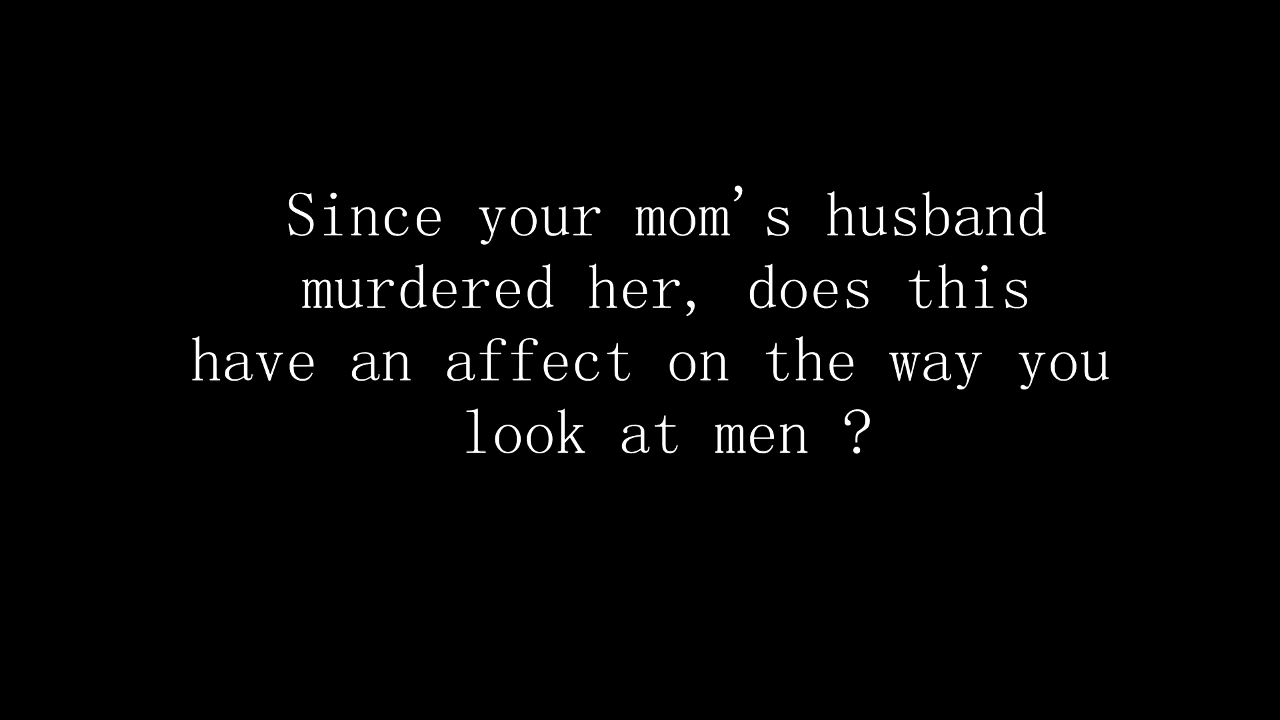 Since your mom's husband
murdered her, does this
have an affect on the way you
look at men ?